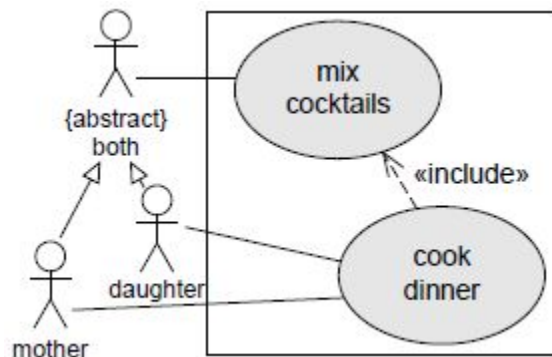 mix
cocktails
{abstract}
both
«include»
cook
dinner
daughter
mother